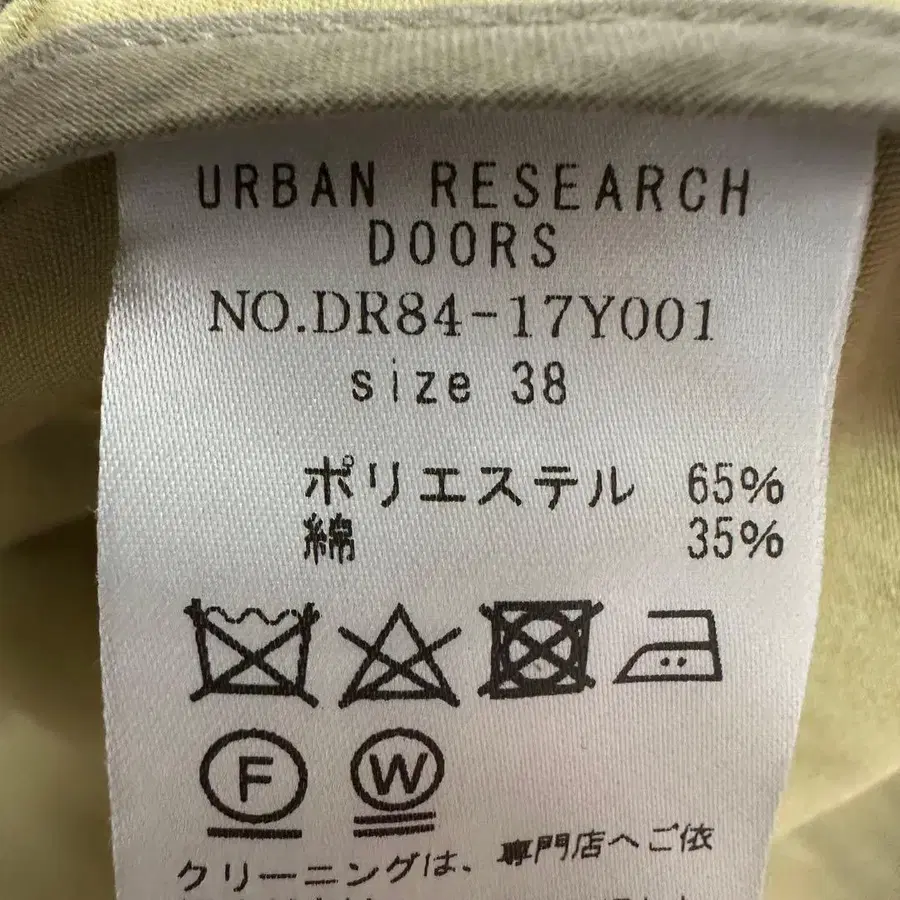 URBAN RESEARCH
DOORS
NO.DR84-17Y001
size 38
ポリエステル 65%
綿 35%
F W
クリーニングは、専門店へご依